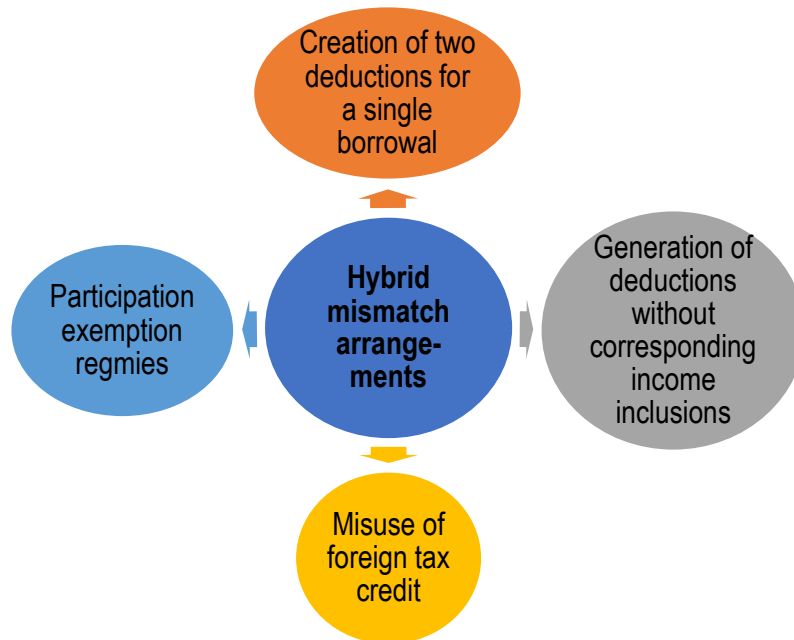 Creation of two
deductions for
a single
borrowal
Participation
exemption
regmies
Hybrid
mismatch
arrange-
ments
Generation of
deductions
without
corresponding
income
inclusions
Misuse of
foreign tax
credit